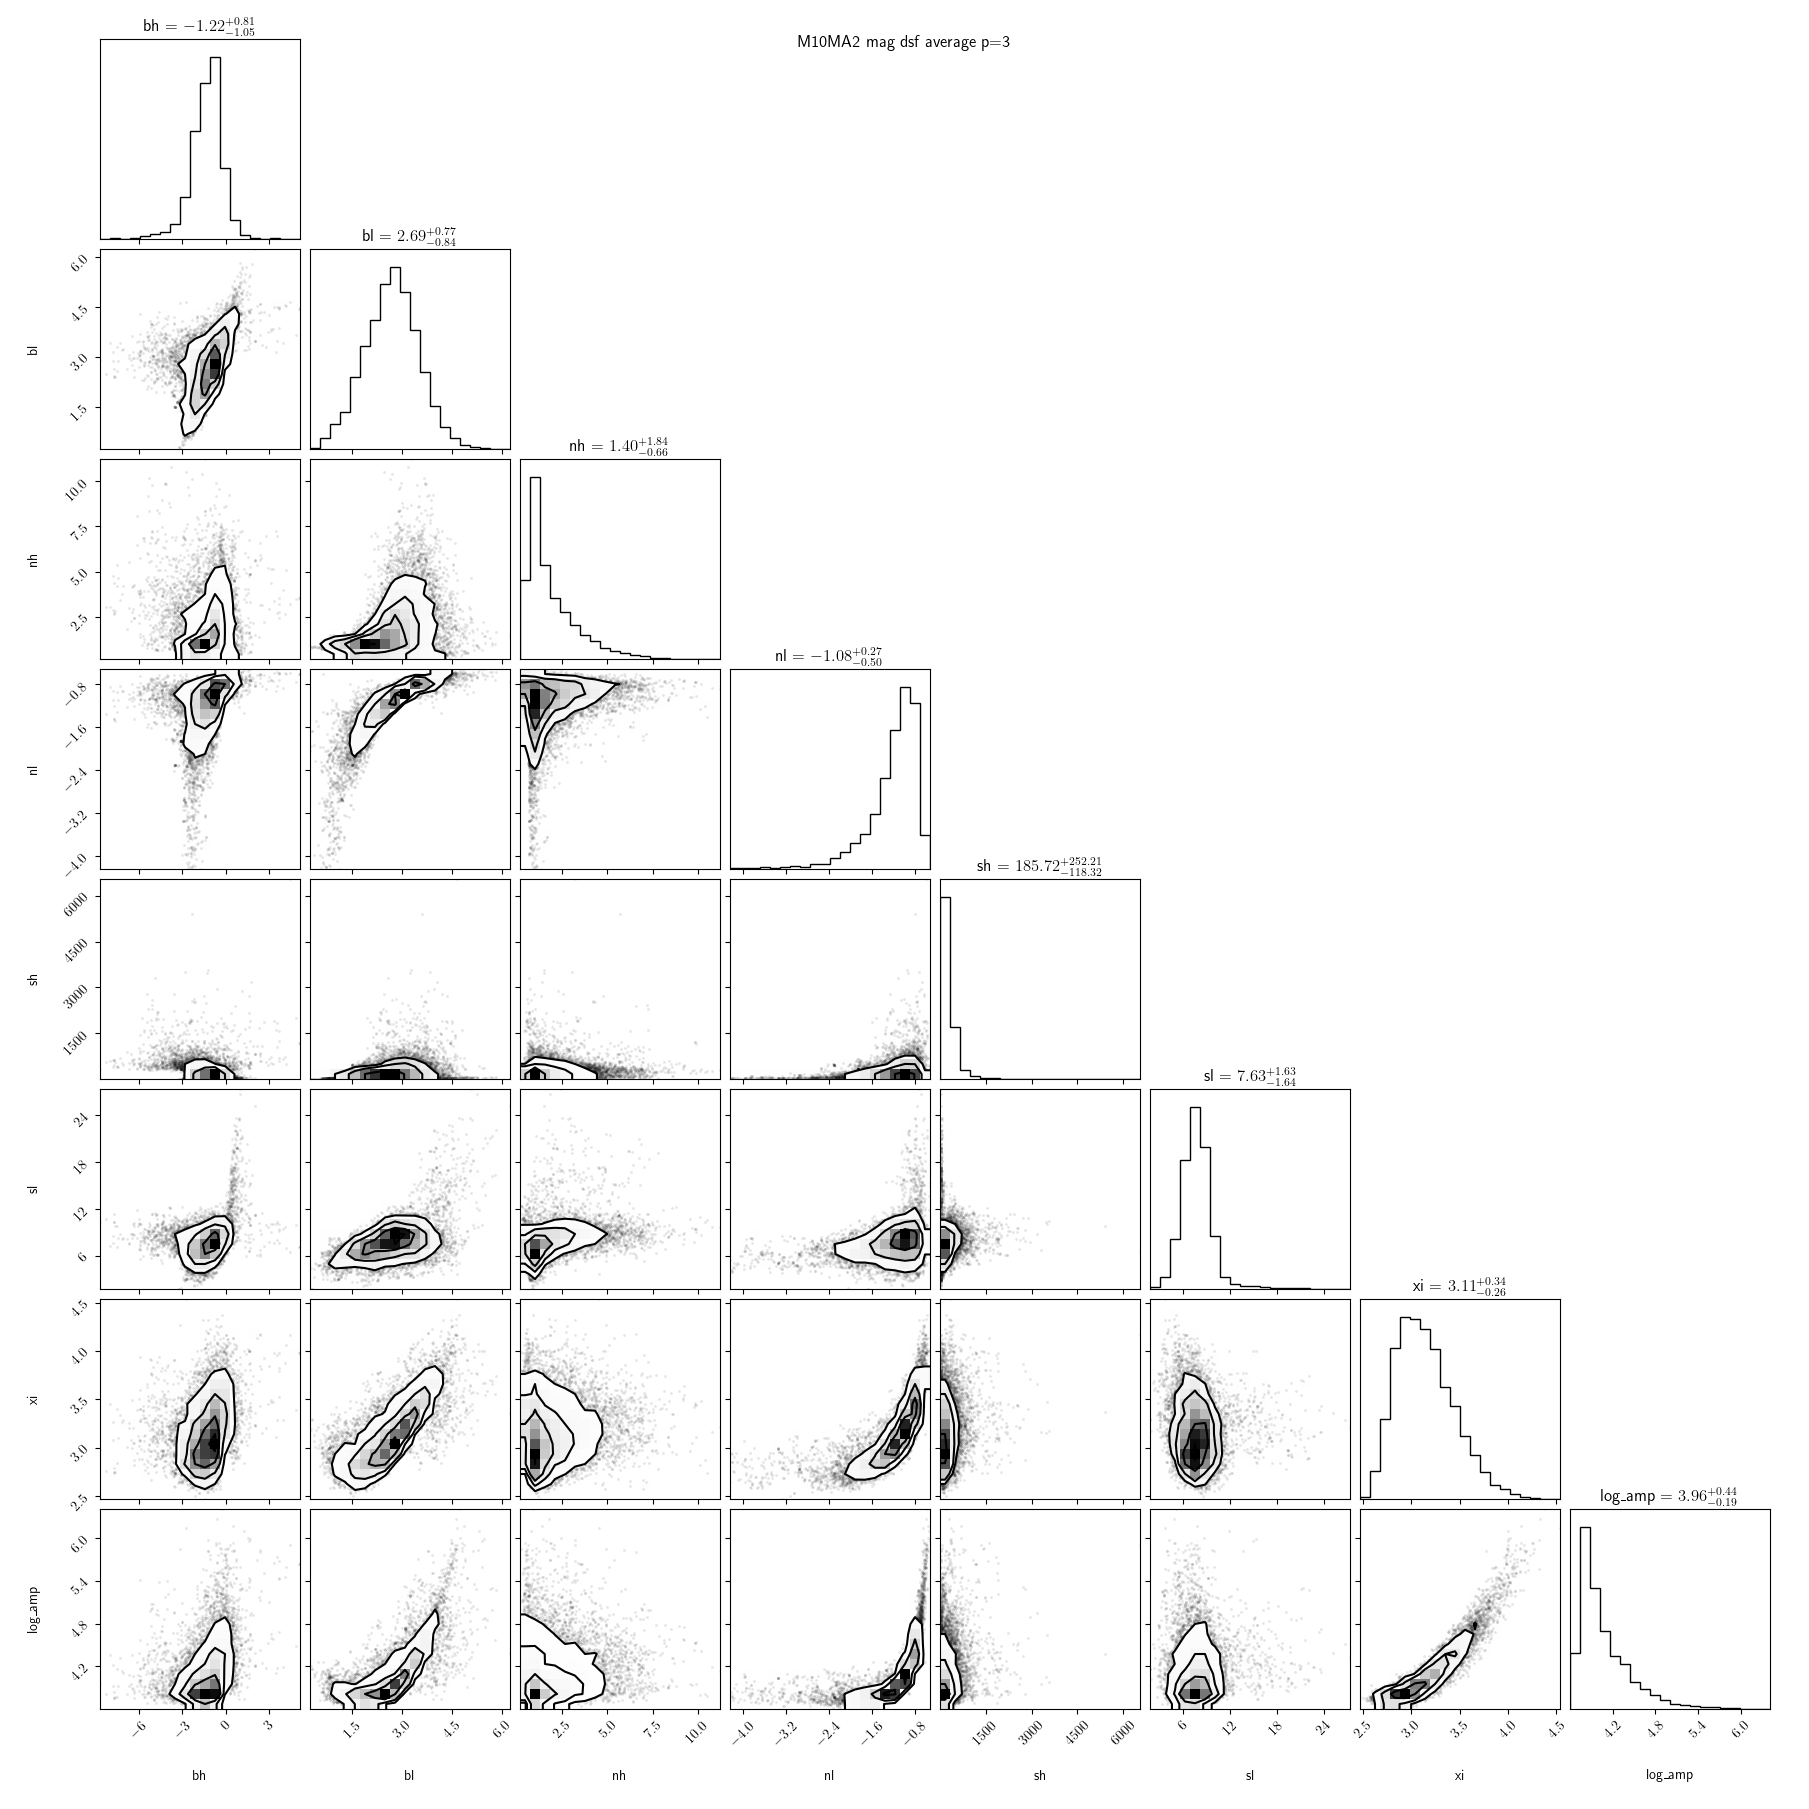 M10MA2 mag dsf average p=3
bh = −1.22 +0.81 −1.05
bl = 2.69 +0.77 −0.84
6.0
4.5
3.0
1.5
bl
nh = 1.40 +1.84 −0.66
10.0
7.5
5.0
2.5
nh
nl = −1.08 +0.27 −0.50
−0.8
−1.6
−2.4
−3.2
−4.0
nl
sh = 185.72 +252.21 −118.32
6000
4500
3000
1500
sh
sl = 7.63 +1.63 −1.64
24
18
12
6
sl
xi = 3.11 +0.34 −0.26
4.5
4.0
3.5
3.0
2.5
xi
log_amp = 3.96 +0.44 −0.19
6.0
5.4
4.8
4.2
log_amp
−6 −3 0 3 1.5 3.0 4.5 6.0 2.5 5.0 7.5 10.0 −4.0 −3.2 −2.4 −1.6 −0.8 1500 3000 4500 6000 6 12 18 24 2.5 3.0 3.5 4.0 4.5 4.2 4.8 5.4 6.0
bh bl nh nl sh sl xi log_amp